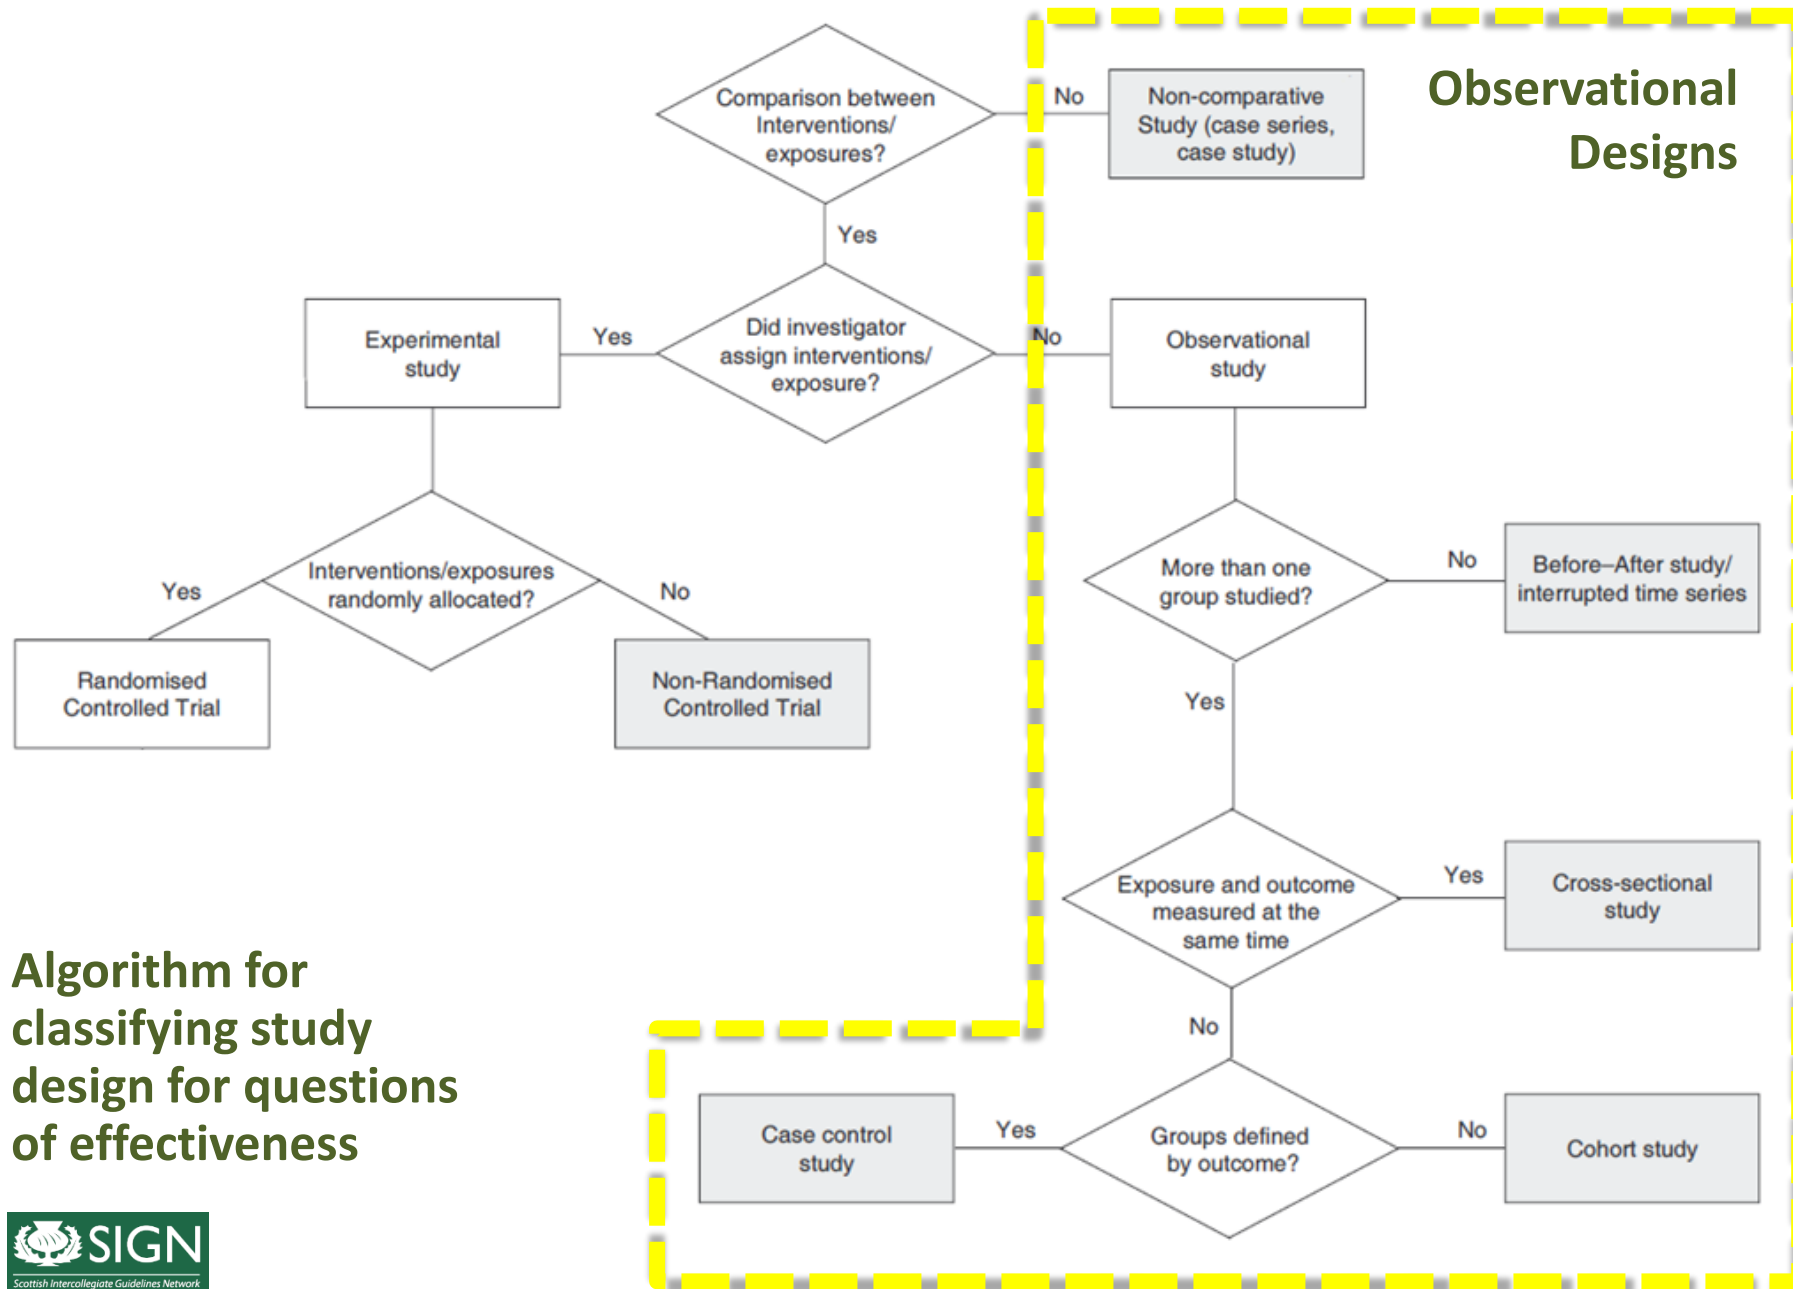 Observational
Designs
Comparison between
Interventions/
exposures?
No
Non-comparative
Study (case series,
case study)
Yes
Did investigator
assign interventions/
exposure?
Yes
Experimental
study
No
Observational
study
Interventions/exposures
randomly allocated?
Yes
Randomised
Controlled Trial
No
Non-Randomised
Controlled Trial
More than one
group studied?
No
Before–After study/
interrupted time series
Yes
Exposure and outcome
measured at the
same time
Yes
Cross-sectional
study
No
Groups defined
by outcome?
Yes
Case control
study
No
Cohort study
Algorithm for
classifying study
design for questions
of effectiveness
SIGN
Scottish Intercollegiate Guidelines Network